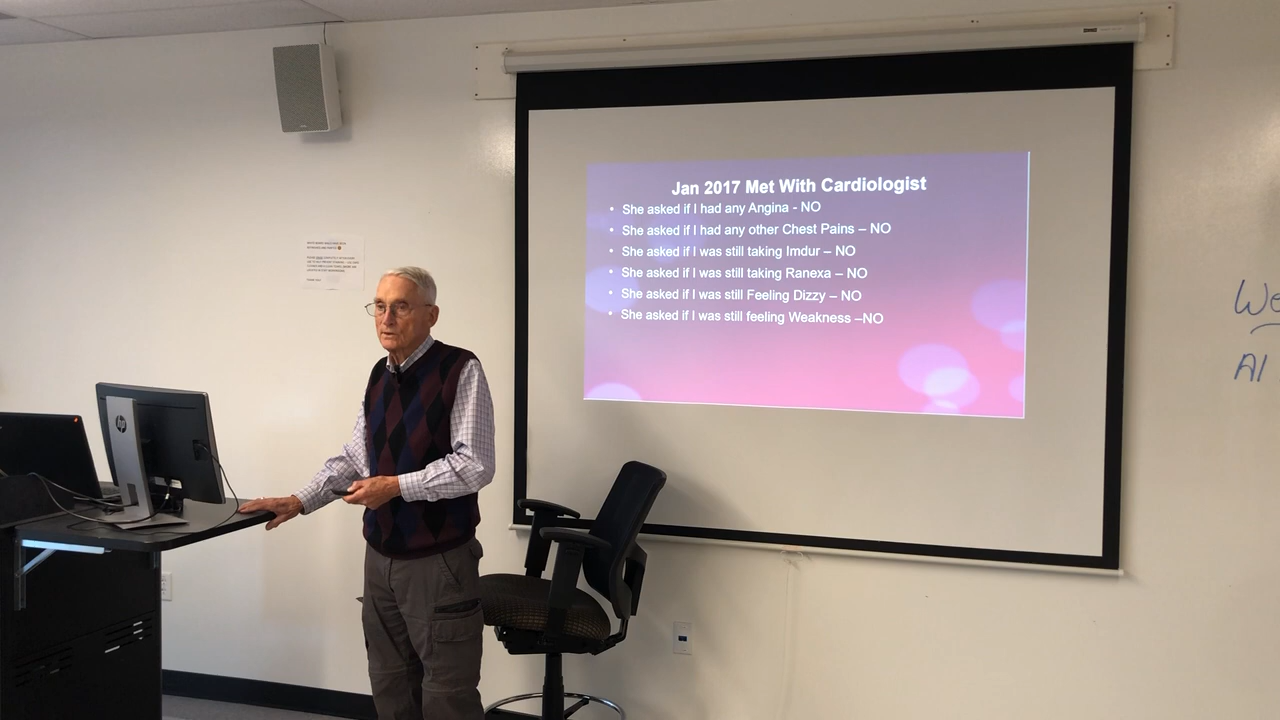 Jan 2017 Met With Cardiologist
• She asked if I had any Angina - NO
• She asked if I had any other Chest Pains – NO
• She asked if I was still taking Imdur – NO
• She asked if I was still taking Ranexa – NO
• She asked if I was still Feeling Dizzy – NO
• She asked if I was still feeling Weakness –NO
We
AI
hp